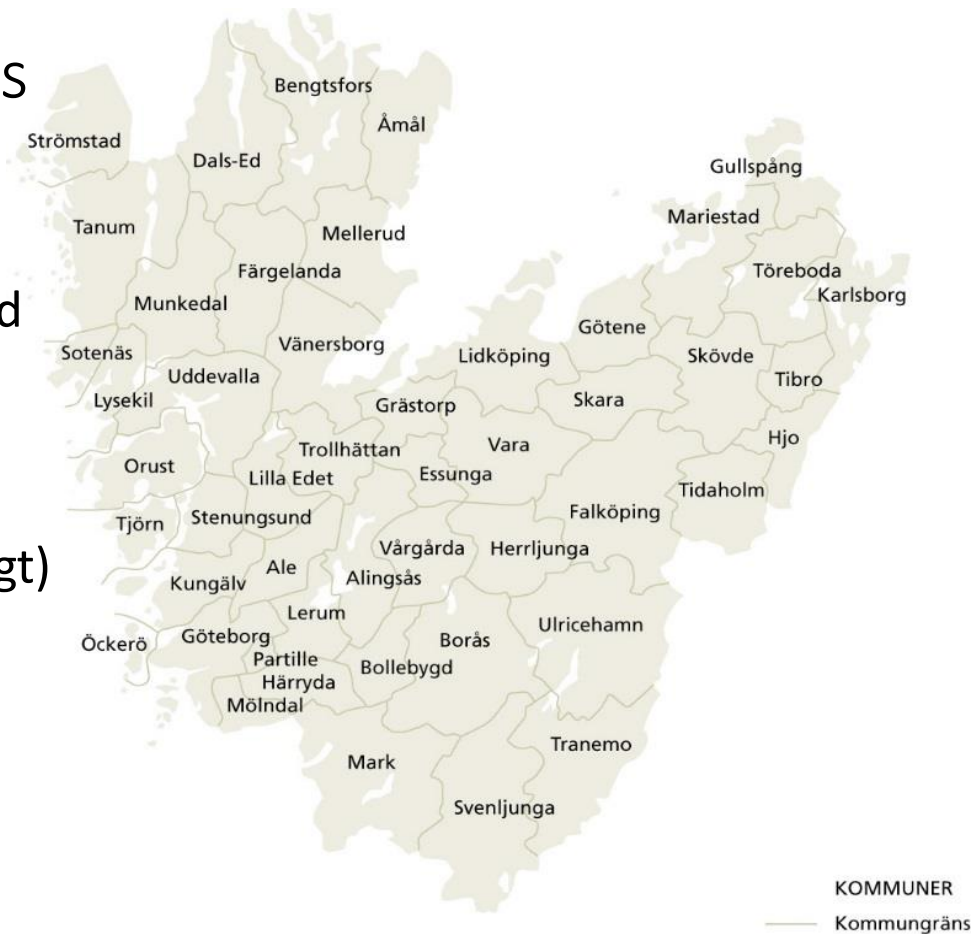 s
d
gt)
Bengtsfors
Åmål
Strömstad
Dals-Ed
Gullspång
Mariestad
Tanum
Mellerud
Färgelanda
Töreboda
Karlsborg
Munkedal
Götene
Vänersborg
Sotenäs
Lidköping
Skövde
Uddevalla
Tibro
Lysekil
Grästorp
Skara
Hjo
Trollhättan
Vara
Orust
Lilla Edet
Essunga
Tidaholm
Tjörn
Stenungsund
Falköping
Vårgårda
Herrljunga
Kungälv
Ale
Alingsås
Lerum
Ulricehamn
Öckerö
Göteborg
Borås
Partille
Bollebygd
Härryda
Mölndal
Tranemo
Mark
Svenljunga
KOMMUNER
Kommungräns